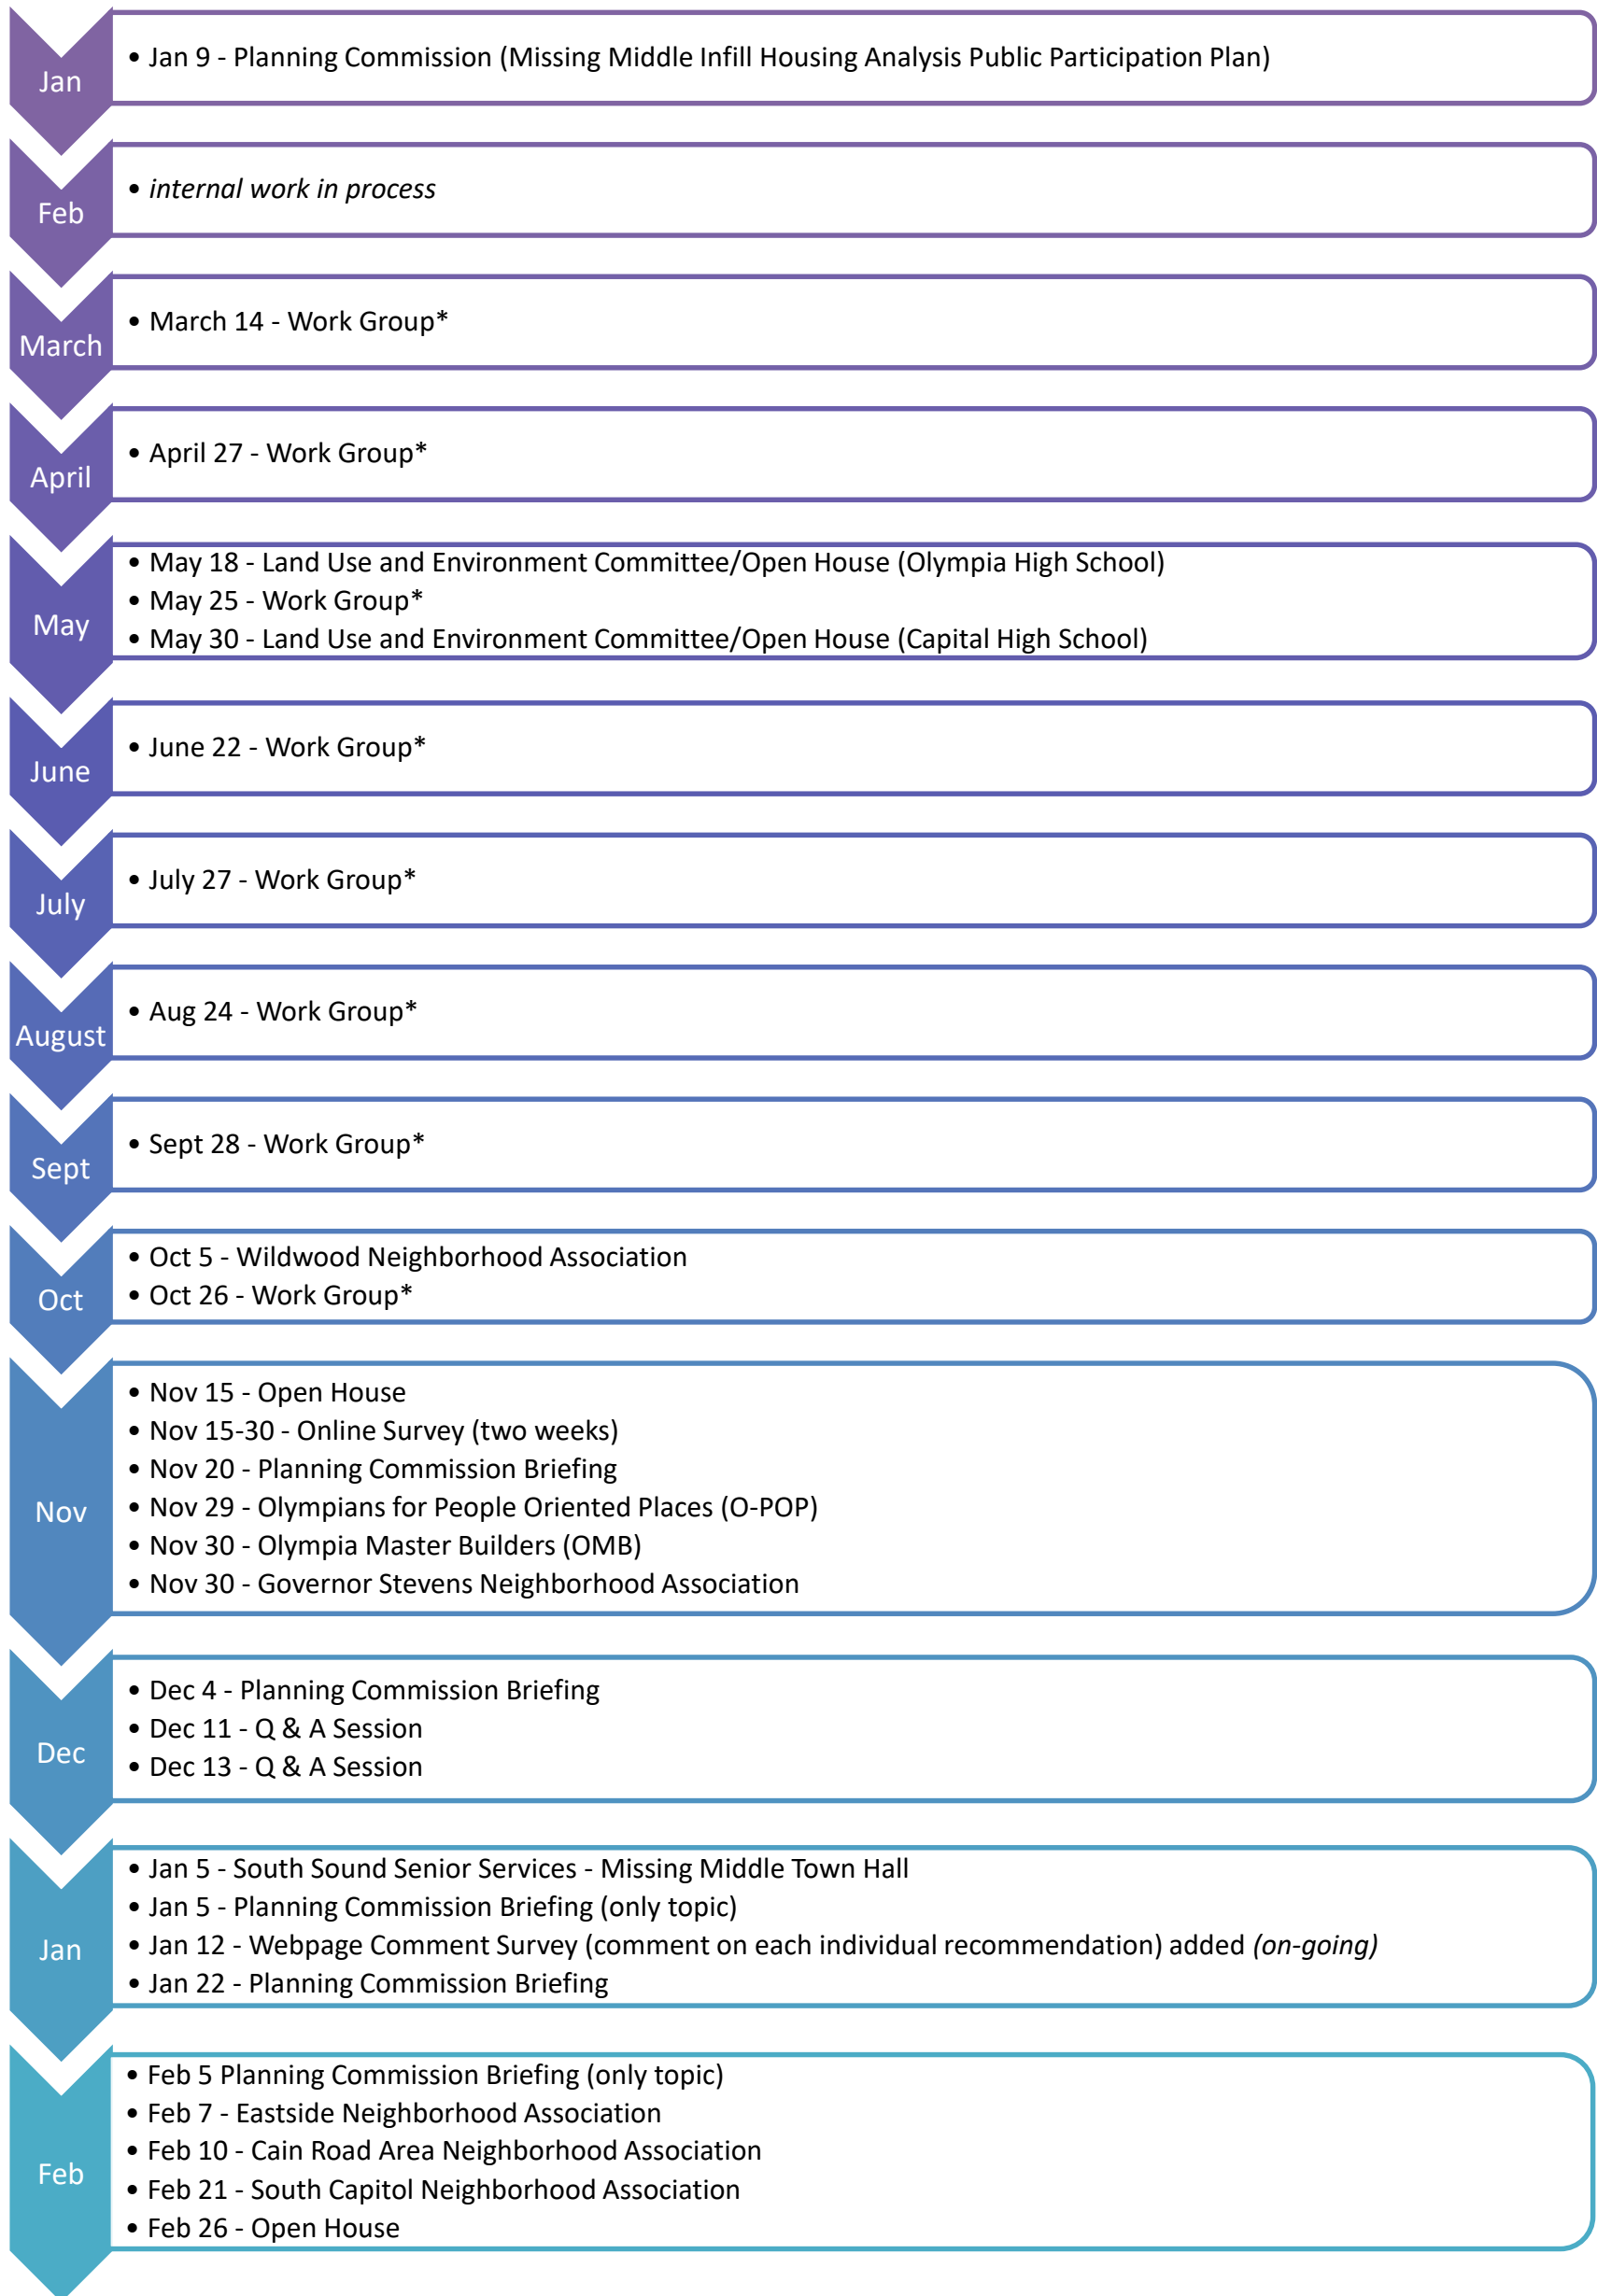 Jan
• Jan 9 - Planning Commission (Missing Middle Infill Housing Analysis Public Participation Plan)
Feb
• internal work in process
March
• March 14 - Work Group*
April
• April 27 - Work Group*
May
• May 18 - Land Use and Environment Committee/Open House (Olympia High School)
• May 25 - Work Group*
• May 30 - Land Use and Environment Committee/Open House (Capital High School)
June
• June 22 - Work Group*
July
• July 27 - Work Group*
August
• Aug 24 - Work Group*
Sept
• Sept 28 - Work Group*
Oct
• Oct 5 - Wildwood Neighborhood Association
• Oct 26 - Work Group*
Nov
• Nov 15 - Open House
• Nov 15-30 - Online Survey (two weeks)
• Nov 20 - Planning Commission Briefing
• Nov 29 - Olympians for People Oriented Places (O-POP)
• Nov 30 - Olympia Master Builders (OMB)
• Nov 30 - Governor Stevens Neighborhood Association
Dec
• Dec 4 - Planning Commission Briefing
• Dec 11 - Q & A Session
• Dec 13 - Q & A Session
Jan
• Jan 5 - South Sound Senior Services - Missing Middle Town Hall
• Jan 5 - Planning Commission Briefing (only topic)
• Jan 12 - Webpage Comment Survey (comment on each individual recommendation) added (on-going)
• Jan 22 - Planning Commission Briefing
Feb
• Feb 5 Planning Commission Briefing (only topic)
• Feb 7 - Eastside Neighborhood Association
• Feb 10 - Cain Road Area Neighborhood Association
• Feb 21 - South Capitol Neighborhood Association
• Feb 26 - Open House